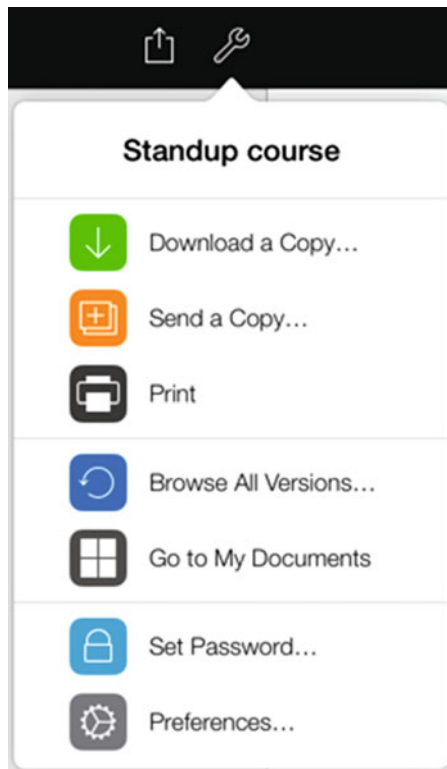 Standup course
Download a Copy...
Send a Copy...
Print
Browse All Versions...
Go to My Documents
Set Password...
Preferences...